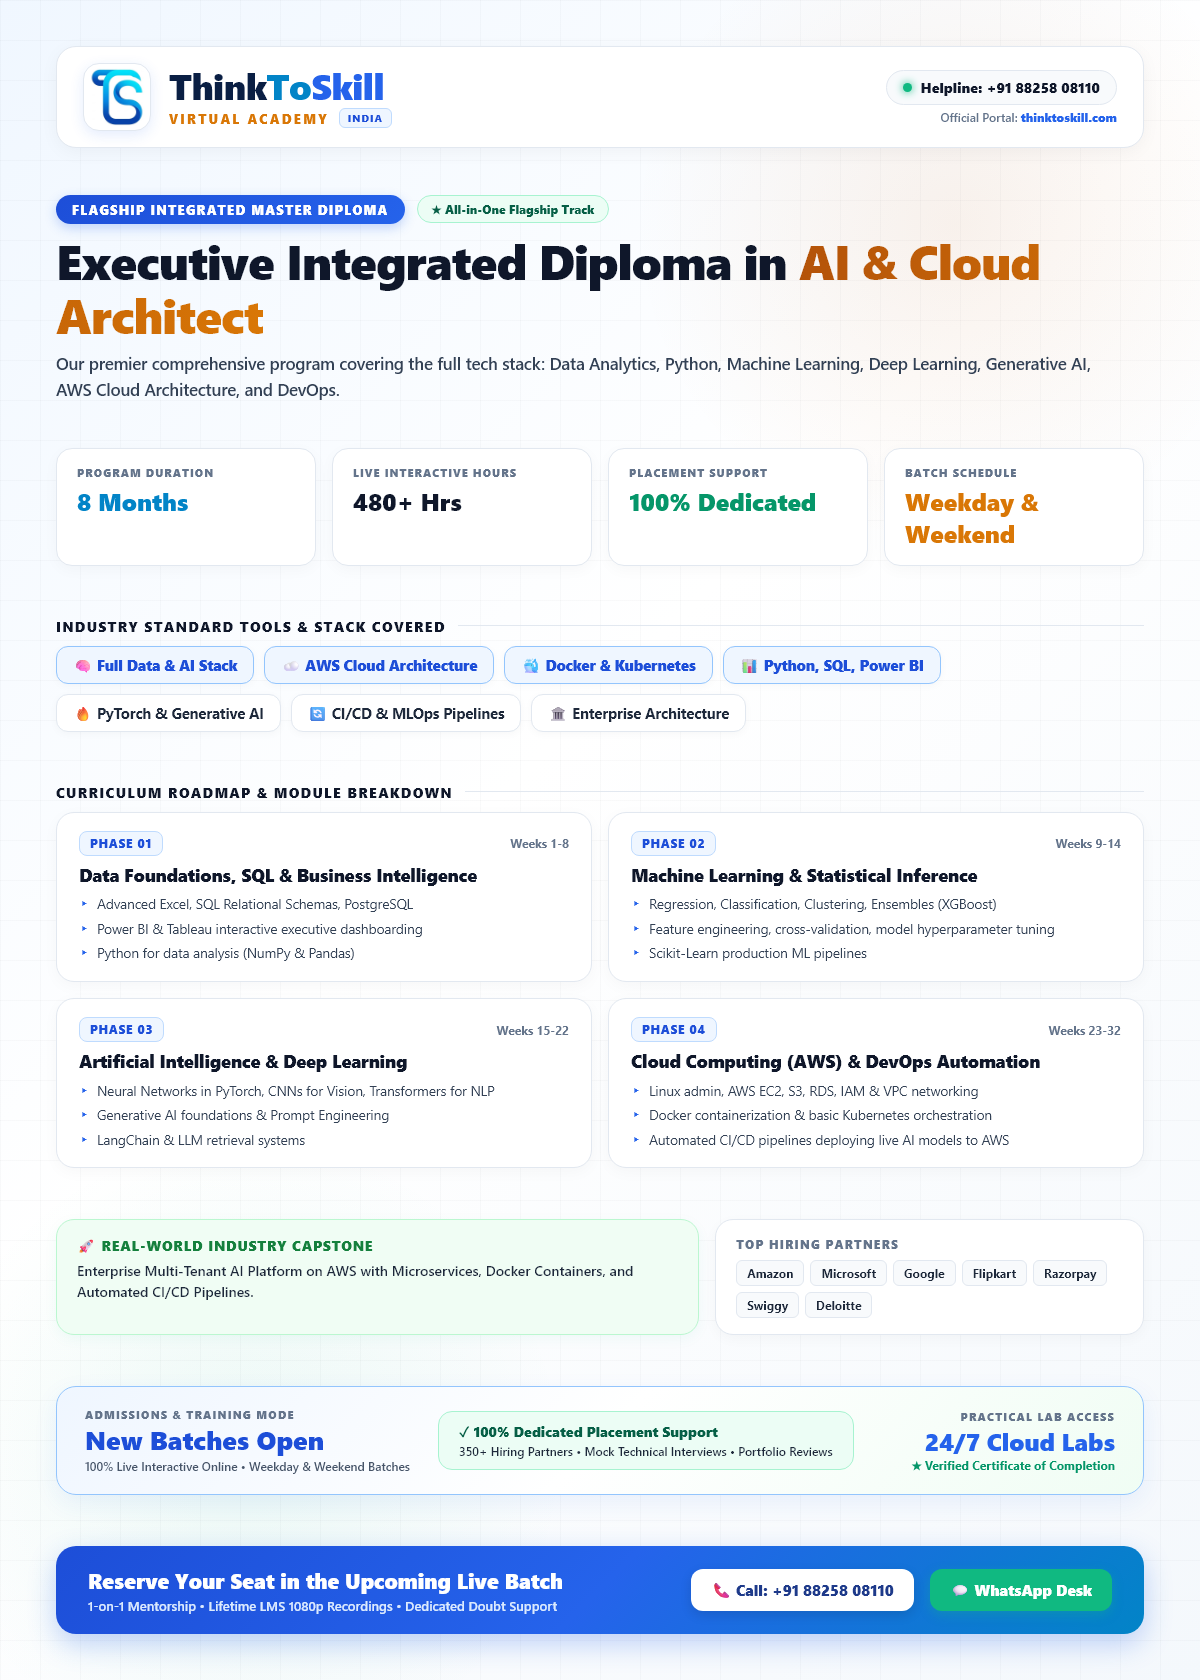 ThinkToSkill
VIRTUAL ACADEMY INDIA
Helpline: +91 88258 08110
Official Portal: thinktoskill.com
FLAGSHIP INTEGRATED MASTER DIPLOMA
★ All-in-One Flagship Track
Executive Integrated Diploma in AI & Cloud
Architect
Our premier comprehensive program covering the full tech stack: Data Analytics, Python, Machine Learning, Deep Learning, Generative AI,
AWS Cloud Architecture, and DevOps.
PROGRAM DURATION
8 Months
LIVE INTERACTIVE HOURS
480+ Hrs
PLACEMENT SUPPORT
100% Dedicated
BATCH SCHEDULE
Weekday &
Weekend
INDUSTRY STANDARD TOOLS & STACK COVERED
🧠 Full Data & AI Stack
☁️ AWS Cloud Architecture
🐳 Docker & Kubernetes
📊 Python, SQL, Power BI
🔥 PyTorch & Generative AI
🔄 CI/CD & MLOps Pipelines
🏛️ Enterprise Architecture
CURRICULUM ROADMAP & MODULE BREAKDOWN
PHASE 01
Weeks 1-8
Data Foundations, SQL & Business Intelligence
‣ Advanced Excel, SQL Relational Schemas, PostgreSQL
‣ Power BI & Tableau interactive executive dashboarding
‣ Python for data analysis (NumPy & Pandas)
PHASE 02
Weeks 9-14
Machine Learning & Statistical Inference
‣ Regression, Classification, Clustering, Ensembles (XGBoost)
‣ Feature engineering, cross-validation, model hyperparameter tuning
‣ Scikit-Learn production ML pipelines
PHASE 03
Weeks 15-22
Artificial Intelligence & Deep Learning
‣ Neural Networks in PyTorch, CNNs for Vision, Transformers for NLP
‣ Generative AI foundations & Prompt Engineering
‣ LangChain & LLM retrieval systems
PHASE 04
Weeks 23-32
Cloud Computing (AWS) & DevOps Automation
‣ Linux admin, AWS EC2, S3, RDS, IAM & VPC networking
‣ Docker containerization & basic Kubernetes orchestration
‣ Automated CI/CD pipelines deploying live AI models to AWS
🚀 REAL-WORLD INDUSTRY CAPSTONE
Enterprise Multi-Tenant AI Platform on AWS with Microservices, Docker Containers, and
Automated CI/CD Pipelines.
TOP HIRING PARTNERS
Amazon Microsoft Google Flipkart Razorpay
Swiggy Deloitte
ADMISSIONS & TRAINING MODE
New Batches Open
100% Live Interactive Online • Weekday & Weekend Batches
✓ 100% Dedicated Placement Support
350+ Hiring Partners • Mock Technical Interviews • Portfolio Reviews
PRACTICAL LAB ACCESS
24/7 Cloud Labs
★ Verified Certificate of Completion
Reserve Your Seat in the Upcoming Live Batch
1-on-1 Mentorship • Lifetime LMS 1080p Recordings • Dedicated Doubt Support
📞 Call: +91 88258 08110
💬 WhatsApp Desk